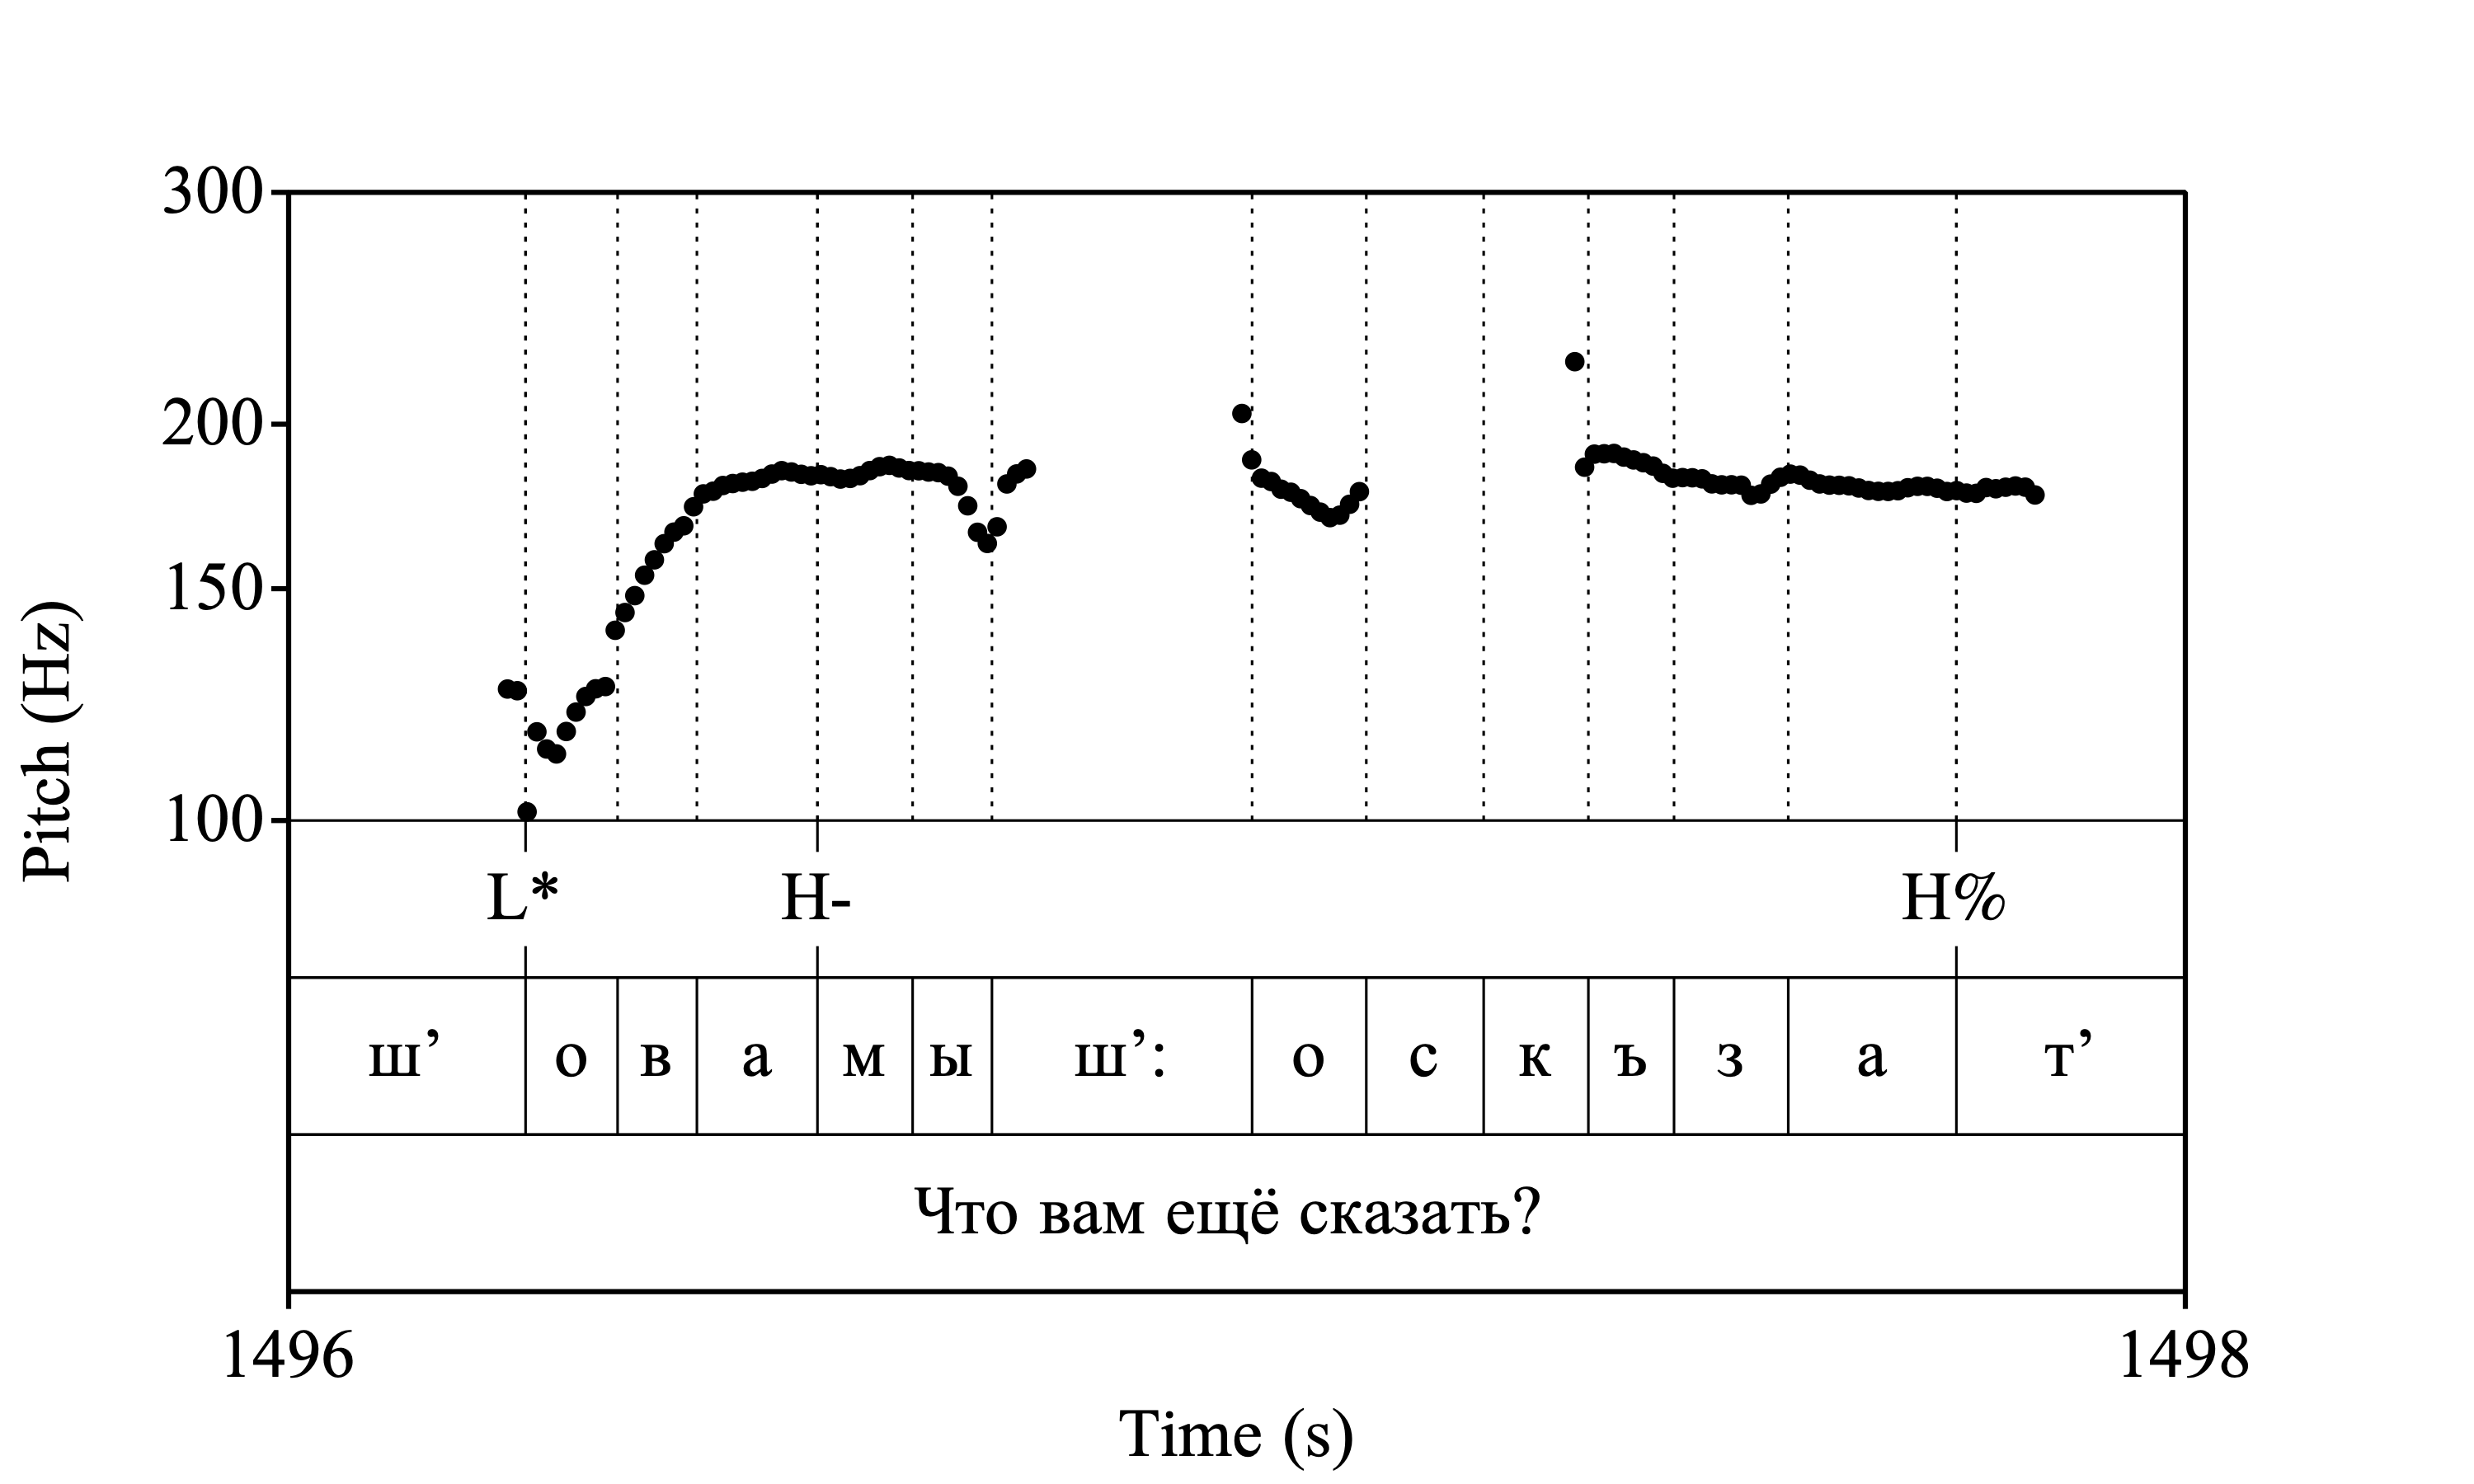 300
200
150
100
Pitch (Hz)
L* H- H%
ш’ о в а м ы ш’: о с к ъ з а т’
Что вам ещё сказать?
1496 1498
Time (s)